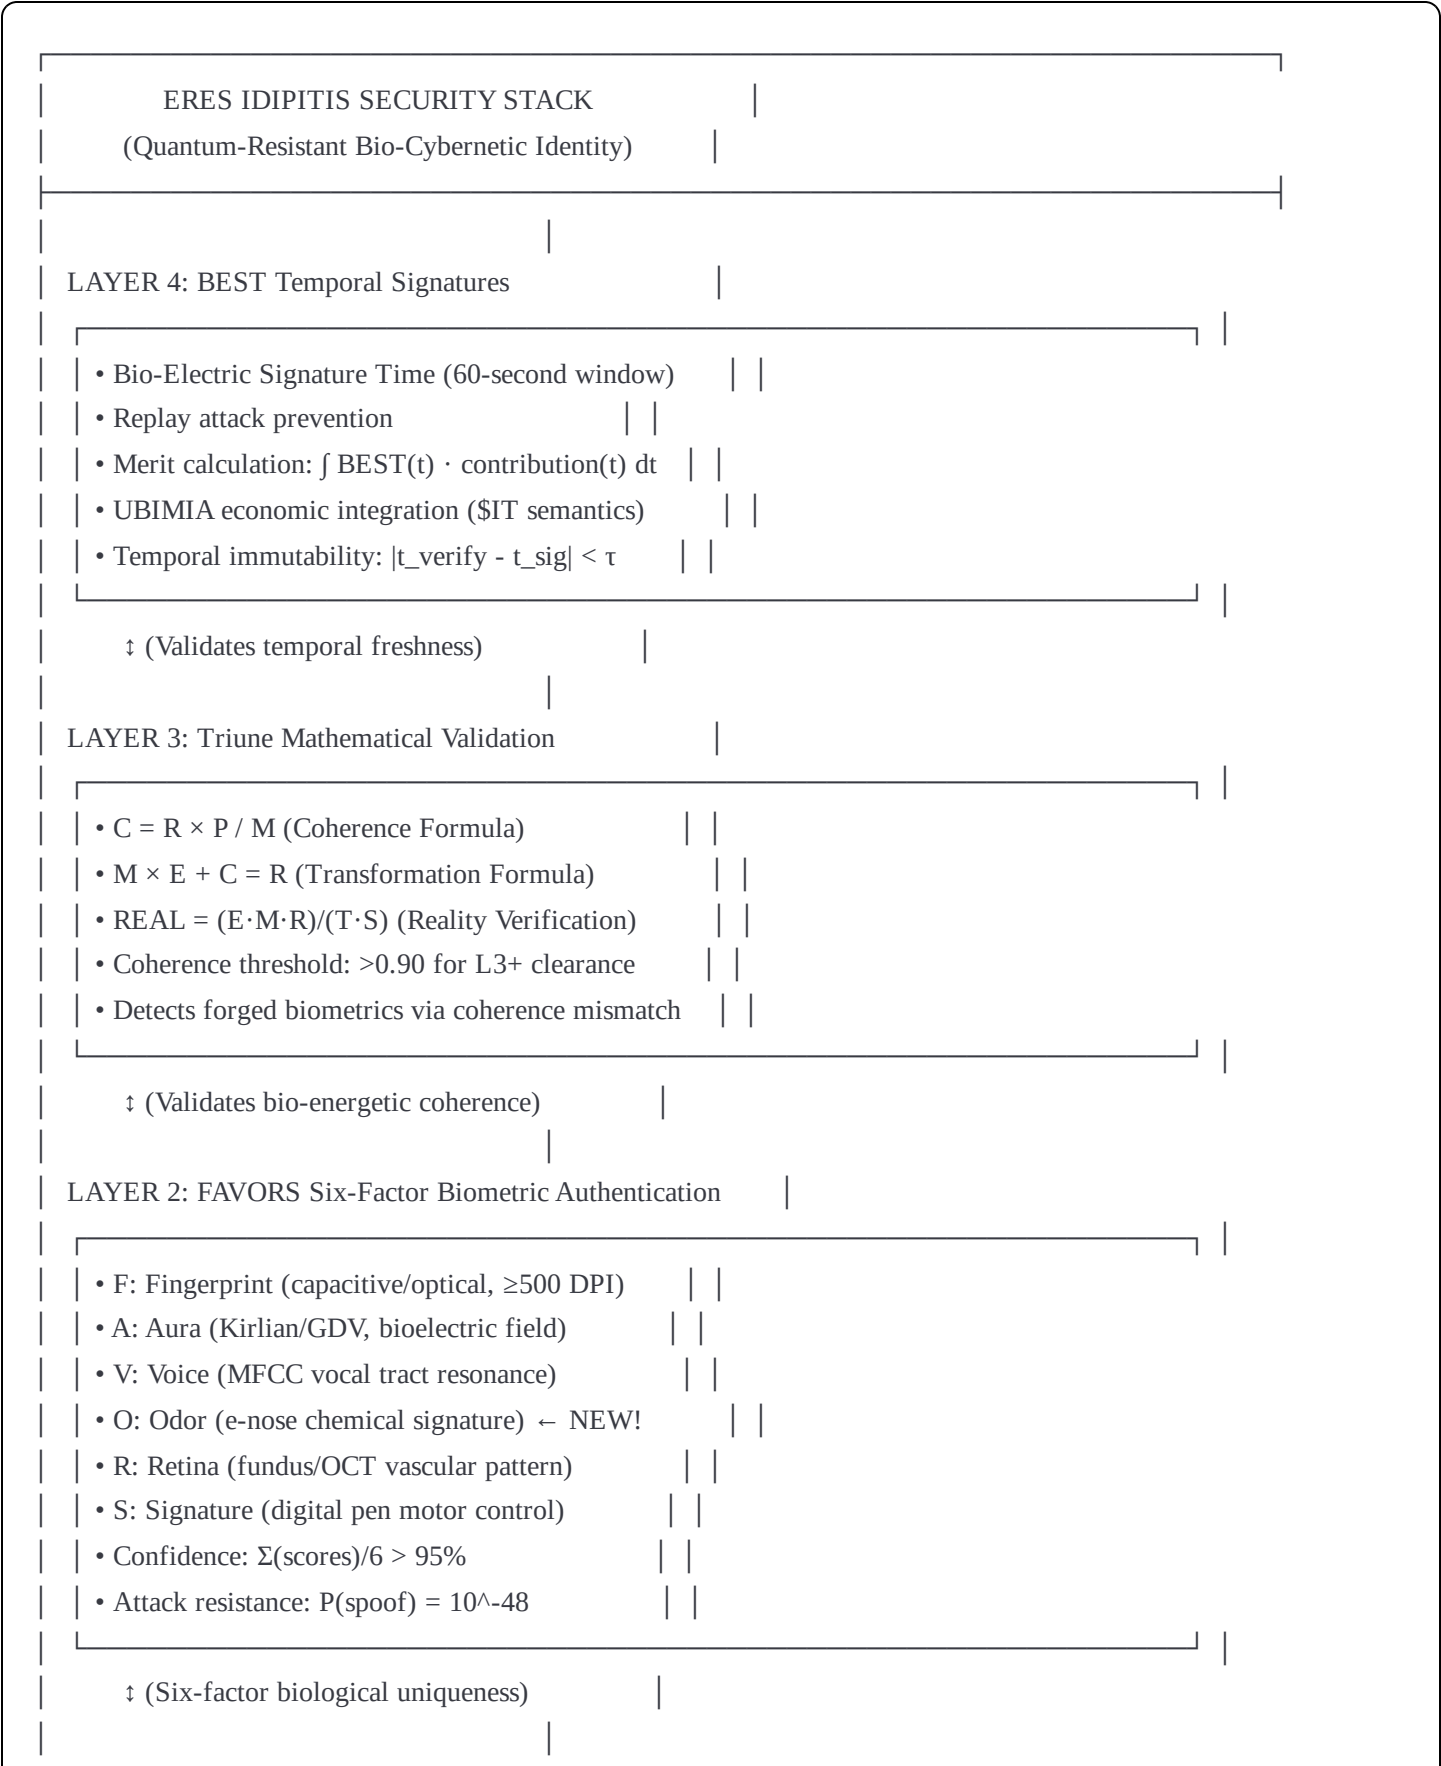 ERES IDIPITIS SECURITY STACK
(Quantum-Resistant Bio-Cybernetic Identity)
LAYER 4: BEST Temporal Signatures
• Bio-Electric Signature Time (60-second window)
• Replay attack prevention
• Merit calculation: ∫ BEST(t) · contribution(t) dt
• UBIMIA economic integration ($IT semantics)
• Temporal immutability: |t_verify - t_sig| < τ
↕ (Validates temporal freshness)
LAYER 3: Triune Mathematical Validation
• C = R × P / M (Coherence Formula)
• M × E + C = R (Transformation Formula)
• REAL = (E·M·R)/(T·S) (Reality Verification)
• Coherence threshold: >0.90 for L3+ clearance
• Detects forged biometrics via coherence mismatch
↕ (Validates bio-energetic coherence)
LAYER 2: FAVORS Six-Factor Biometric Authentication
• F: Fingerprint (capacitive/optical, ≥500 DPI)
• A: Aura (Kirlian/GDV, bioelectric field)
• V: Voice (MFCC vocal tract resonance)
• O: Odor (e-nose chemical signature) ← NEW!
• R: Retina (fundus/OCT vascular pattern)
• S: Signature (digital pen motor control)
• Confidence: Σ(scores)/6 > 95%
• Attack resistance: P(spoof) = 10^-48
↕ (Six-factor biological uniqueness)